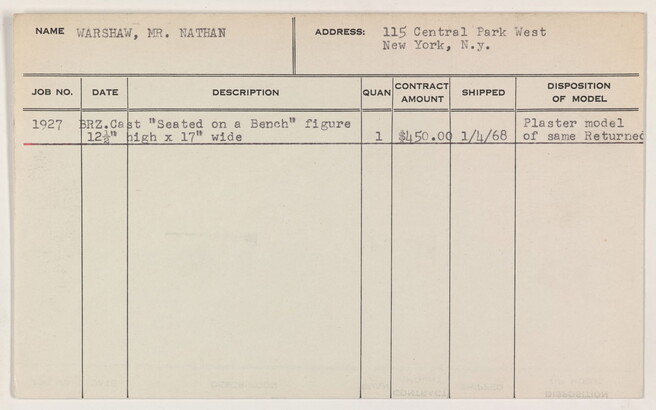 NAME WARSHAW, MR. NATHAN ADDRESS: 115 Central Park West
New York, N.y.
JOB NO. DATE DESCRIPTION QUAN CONTRACT AMOUNT SHIPPED DISPOSITION OF MODEL
1927 BRZ.Cast "Seated on a Bench" figure Plaster model
12½" high x 17" wide 1 $450.00 1/4/68 of same Returned